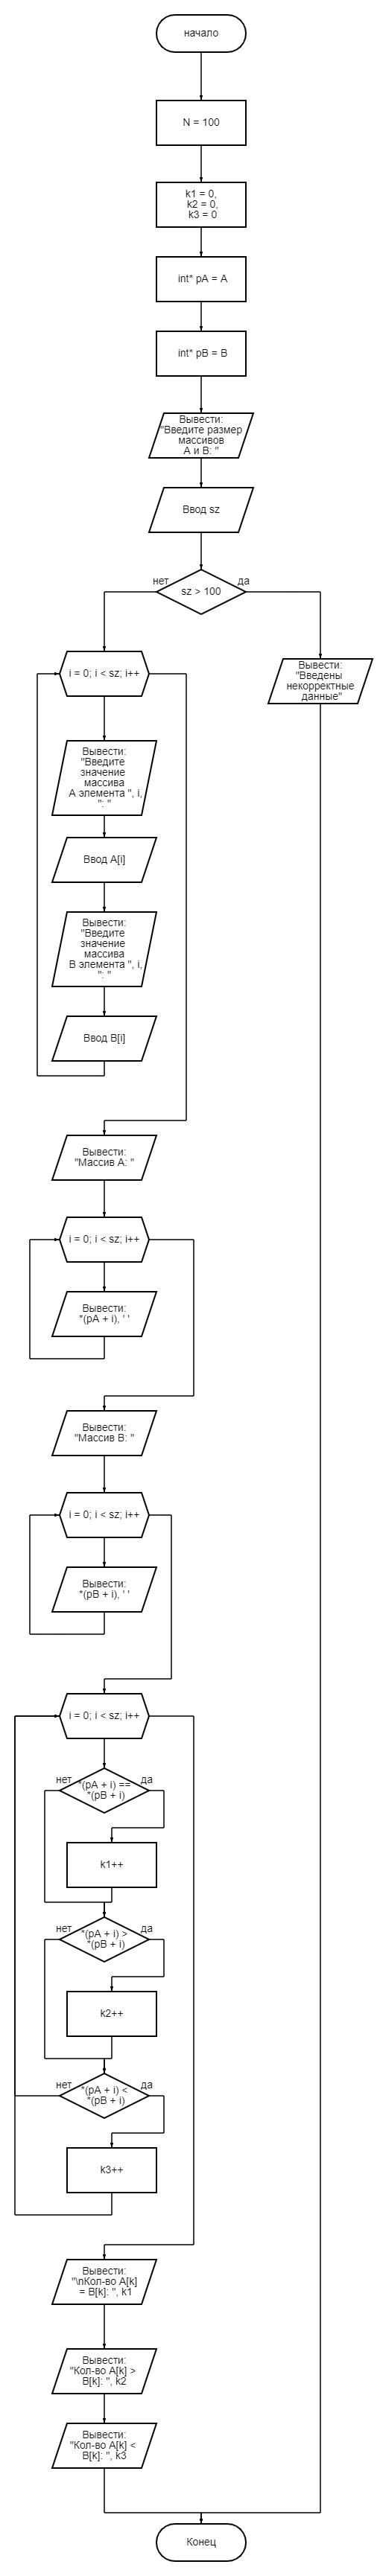 начало
N = 100
k1 = 0,
k2 = 0,
k3 = 0
int* pA = A
int* pB = B
Вывести:
"Введите размер
массивов
A и B: "
Ввод sz
нет
да
sz > 100
i = 0; i < sz; i++
Вывести:
"Введены
некорректные
данные"
Вывести:
"Введите
значение
массива
A элемента ", i,
": "
Ввод A[i]
Вывести:
"Введите
значение
массива
B элемента ", i,
": "
Ввод B[i]
Вывести:
"Массив A: "
i = 0; i < sz; i++
Вывести:
*(pA + i), ' '
Вывести:
"Массив B: "
i = 0; i < sz; i++
Вывести:
*(pB + i), ' '
i = 0; i < sz; i++
нет
да
*(pA + i) ==
*(pB + i)
k1++
нет
да
*(pA + i) >
*(pB + i)
k2++
нет
да
*(pA + i) <
*(pB + i)
k3++
Вывести:
"\nКол-во A[k]
= B[k]: ", k1
Вывести:
"Кол-во A[k] >
B[k]: ", k2
Вывести:
"Кол-во A[k] <
B[k]: ", k3
Конец